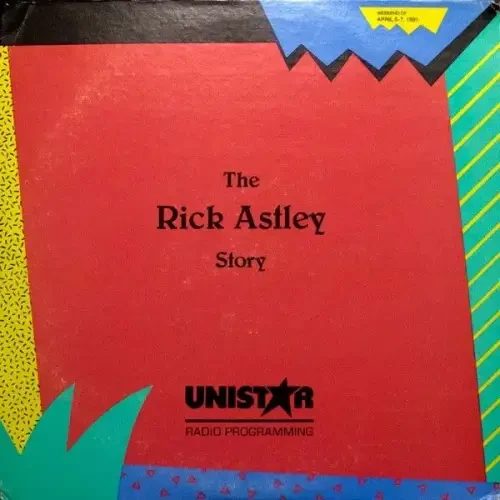 WEEKEND OF
APRIL 5-7, 1991
The
Rick Astley
Story
UNISTAR
RADIO PROGRAMMING